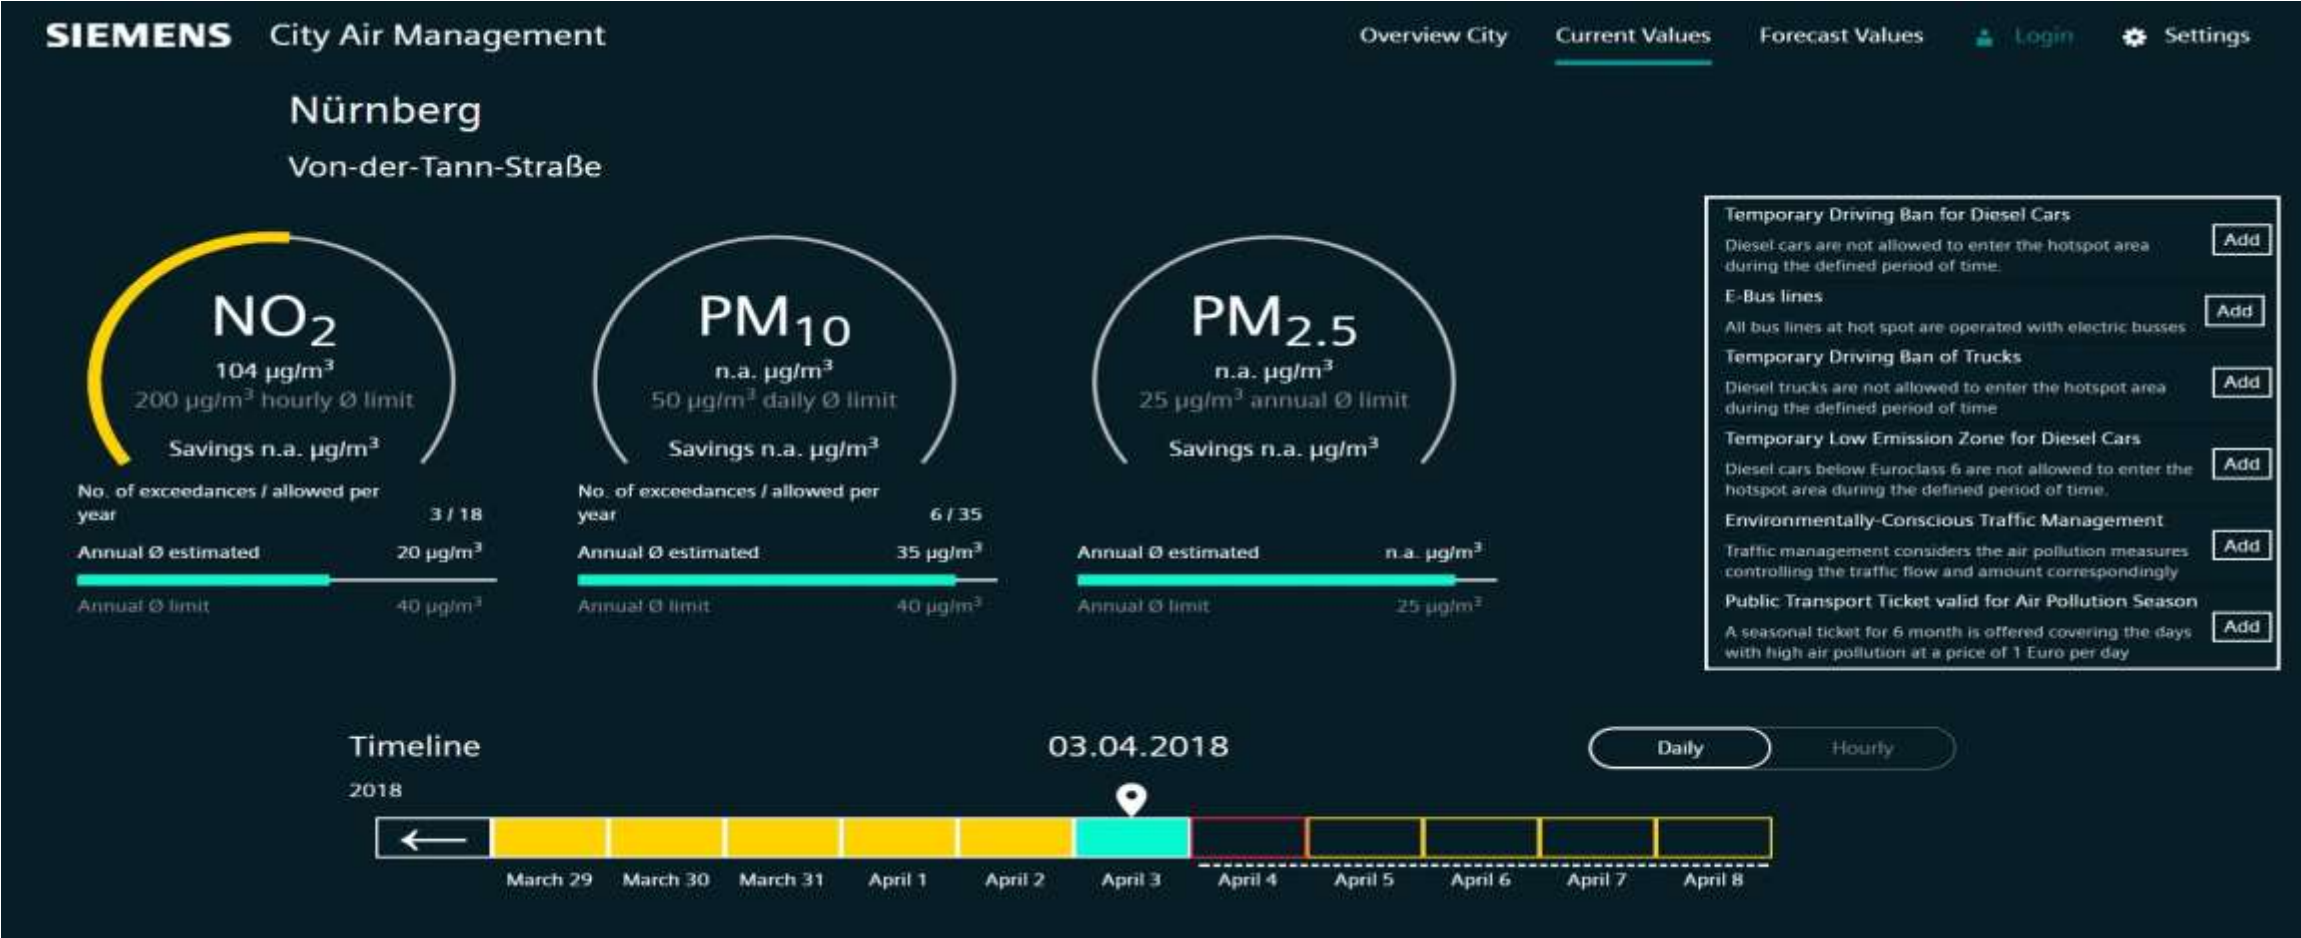 SIEMENS City Air Management
Overview City Current Values Forecast Values Login Settings
Nürnberg
Von-der-Tann-Straße
NO₂
104 µg/m³
200 µg/m³ hourly Ø limit
Savings n.a. µg/m³
No. of exceedances / allowed per
year 3 / 18
Annual Ø estimated 20 µg/m³
Annual Ø limit 40 µg/m³
PM₁₀
n.a. µg/m³
50 µg/m³ daily Ø limit
Savings n.a. µg/m³
No. of exceedances / allowed per
year 6 / 35
Annual Ø estimated 35 µg/m³
Annual Ø limit 40 µg/m³
PM₂.₅
n.a. µg/m³
25 µg/m³ annual Ø limit
Savings n.a. µg/m³
Annual Ø estimated n.a. µg/m³
Annual Ø limit 25 µg/m³
Temporary Driving Ban for Diesel Cars
Diesel cars are not allowed to enter the hotspot area
during the defined period of time.
Add
E-Bus lines
All bus lines at hot spot are operated with electric busses
Add
Temporary Driving Ban of Trucks
Diesel trucks are not allowed to enter the hotspot area
during the defined period of time
Add
Temporary Low Emission Zone for Diesel Cars
Diesel cars below Euroclass 6 are not allowed to enter the
hotspot area during the defined period of time.
Add
Environmentally-Conscious Traffic Management
Traffic management considers the air pollution measures
controlling the traffic flow and amount correspondingly
Add
Public Transport Ticket valid for Air Pollution Season
A seasonal ticket for 6 month is offered covering the days
with high air pollution at a price of 1 Euro per day
Add
Timeline 03.04.2018 Daily Hourly
2018
March 29 March 30 March 31 April 1 April 2 April 3 April 4 April 5 April 6 April 7 April 8